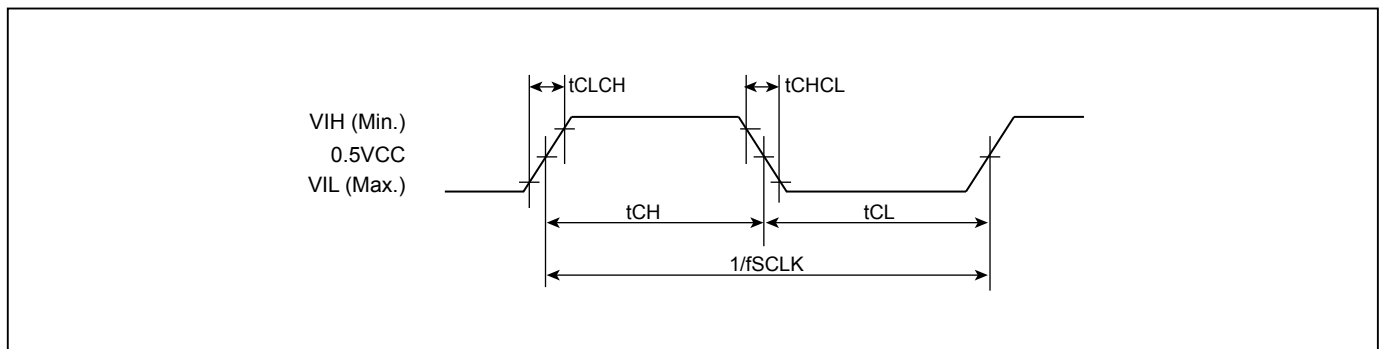 tCLCH
tCHCL
VIH (Min.)
0.5VCC
VIL (Max.)
tCH
tCL
1/fSCLK